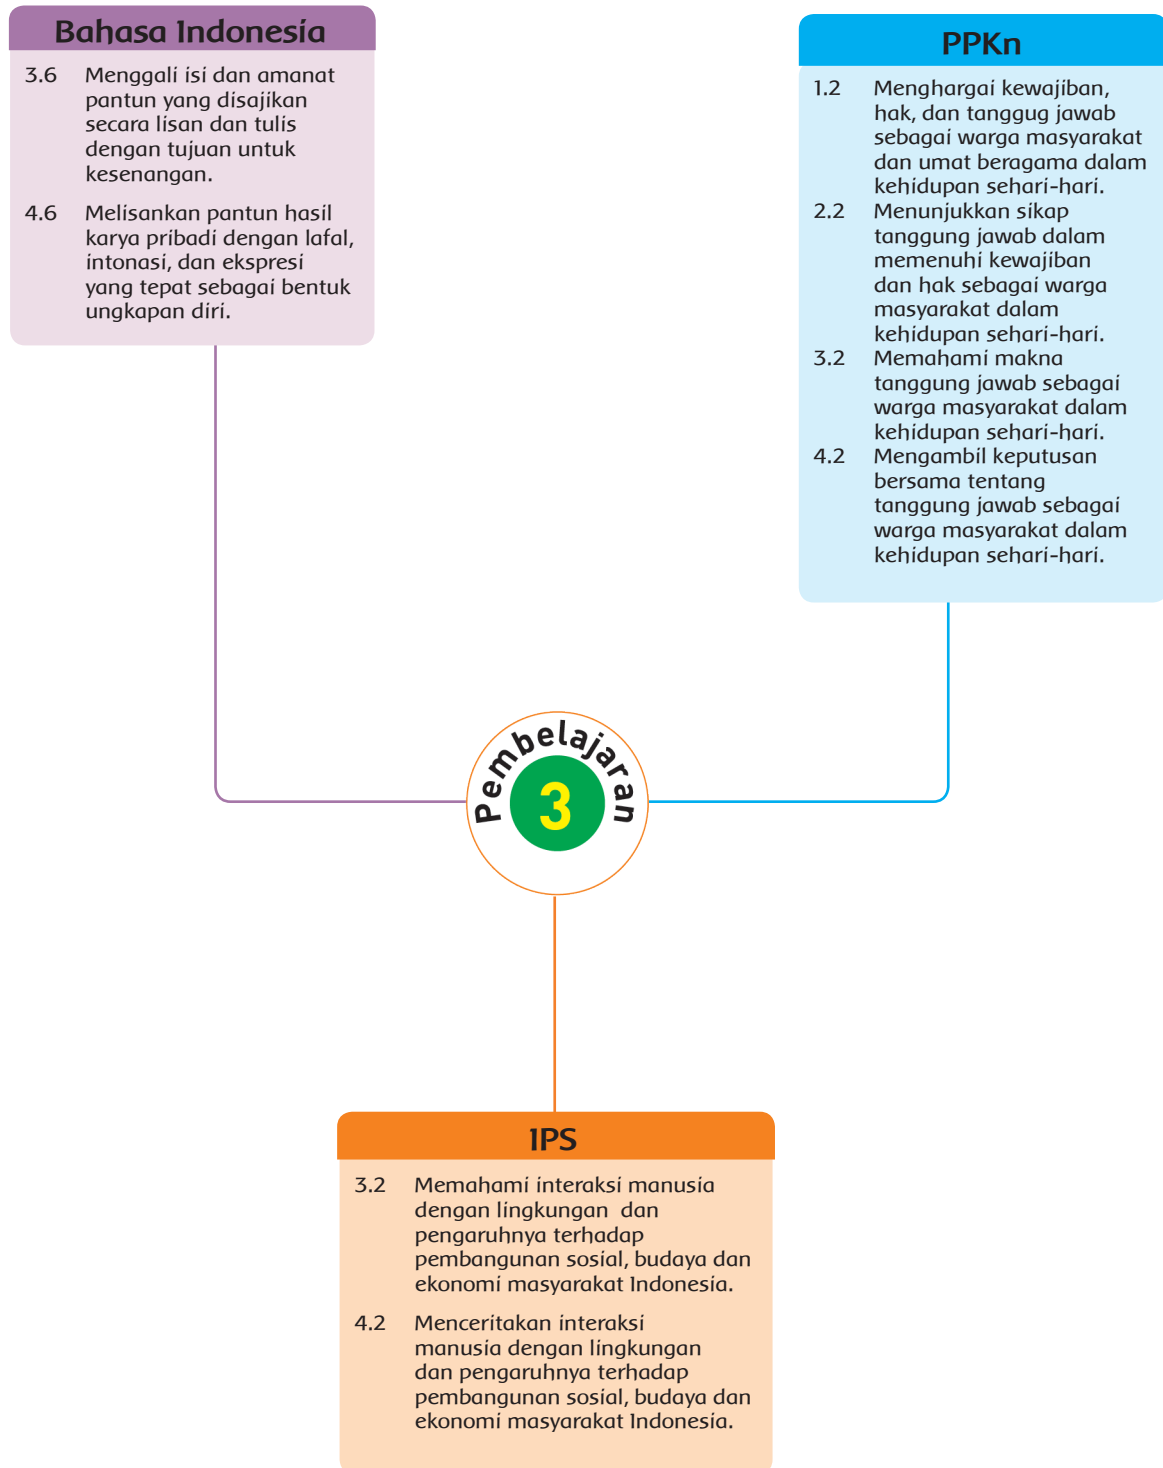 Bahasa Indonesia
3.6 Menggali isi dan amanat
pantun yang disajikan
secara lisan dan tulis
dengan tujuan untuk
kesenangan.
4.6 Melisankan pantun hasil
karya pribadi dengan lafal,
intonasi, dan ekspresi
yang tepat sebagai bentuk
ungkapan diri.
PPKn
1.2 Menghargai kewajiban,
hak, dan tanggug jawab
sebagai warga masyarakat
dan umat beragama dalam
kehidupan sehari-hari.
2.2 Menunjukkan sikap
tanggung jawab dalam
memenuhi kewajiban
dan hak sebagai warga
masyarakat dalam
kehidupan sehari-hari.
3.2 Memahami makna
tanggung jawab sebagai
warga masyarakat dalam
kehidupan sehari-hari.
4.2 Mengambil keputusan
bersama tentang
tanggung jawab sebagai
warga masyarakat dalam
kehidupan sehari-hari.
Pembelajaran
3
IPS
3.2 Memahami interaksi manusia
dengan lingkungan dan
pengaruhnya terhadap
pembangunan sosial, budaya dan
ekonomi masyarakat Indonesia.
4.2 Menceritakan interaksi
manusia dengan lingkungan
dan pengaruhnya terhadap
pembangunan sosial, budaya dan
ekonomi masyarakat Indonesia.